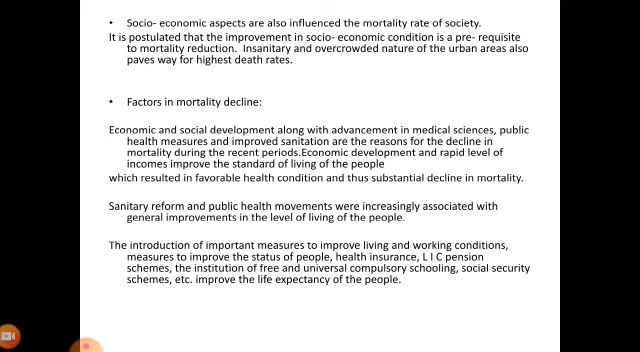 • Socio- economic aspects are also influenced the mortality rate of society.
It is postulated that the improvement in socio- economic condition is a pre- requisite
to mortality reduction. Insanitary and overcrowded nature of the urban areas also
paves way for highest death rates.
• Factors in mortality decline:
Economic and social development along with advancement in medical sciences, public
health measures and improved sanitation are the reasons for the decline in
mortality during the recent periods.Economic development and rapid level of
incomes improve the standard of living of the people
which resulted in favorable health condition and thus substantial decline in mortality.
Sanitary reform and public health movements were increasingly associated with
general improvements in the level of living of the people.
The introduction of important measures to improve living and working conditions,
measures to improve the status of people, health insurance, L I C pension
schemes, the institution of free and universal compulsory schooling, social security
schemes, etc. improve the life expectancy of the people.